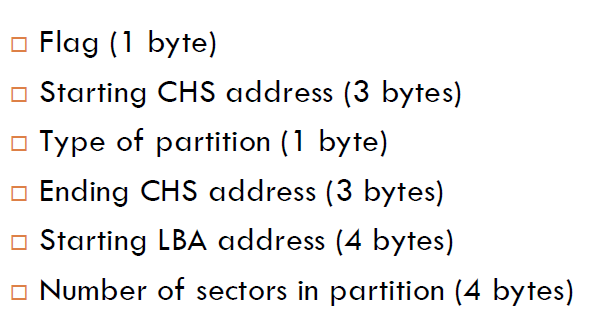 Flag (1 byte)
Starting CHS address (3 bytes)
Type of partition (1 byte)
Ending CHS address (3 bytes)
Starting LBA address (4 bytes)
Number of sectors in partition (4 bytes)